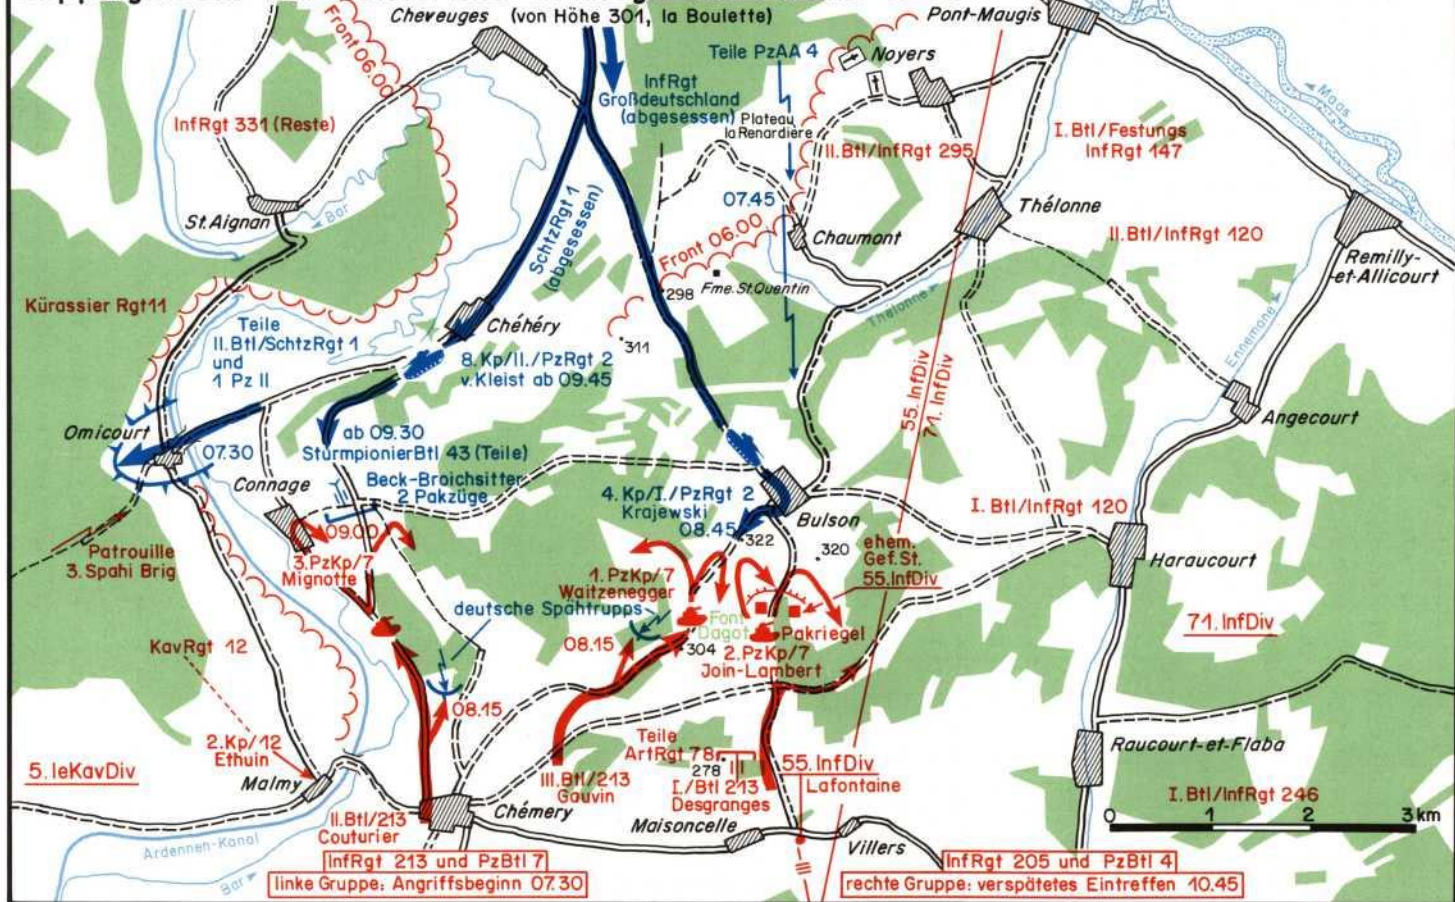 Cheveuges
(von Höhe 301, la Boulette)
Pont-Maugis
Front 06.00
Teile PzAA 4
Noyers
Maas
InfRgt
Großdeutschland
(abgesessen)
InfRgt 331 (Reste)
Plateau
la Renardière
II.Btl/InfRgt 295
I.Btl/Festungs
InfRgt 147
SchtzRgt 1
(abgesessen)
St.Aignan
Bar
07.45
Thélonne
Chaumont
II.Btl/InfRgt 120
Remilly-
et-Allicourt
Front 06.00
Fme.St.Quentin
298
Kürassier Rgt 11
Thélonne
Ennemane
Teile
II.Btl/SchtzRgt 1
und
1 Pz II
Chéhéry
311
8.Kp/II./PzRgt 2
v.Kleist ab 09.45
55.InfDiv
71.InfDiv
Angecourt
Omicourt
07.30
ab 09.30
SturmpionierBtl 43 (Teile)
Connage
Beck-Broichsitter
2 Pakzüge
4.Kp/I./PzRgt 2
Krajewski
08.45
Bulson
I.Btl/InfRgt 120
09.00
322
320
ehem.
Gef.St.
55.InfDiv
Haraucourt
Patrouille
3.Spahi Brig
3.PzKp/7
Mignotte
1.PzKp/7
Waitzenegger
deutsche Spähtrupps
Font
Dagot
Pakriegel
71.InfDiv
KavRgt 12
08.15
304
2.PzKp/7
Join-Lambert
08.15
2.Kp/12
Ethuin
Teile
ArtRgt 78
278
55.InfDiv
Lafontaine
Raucourt-et-Flaba
5.leKavDiv
Malmy
III.Btl/213
Gauvin
I./Btl 213
Desgranges
I.Btl/InfRgt 246
II.Btl/213
Couturier
Chémery
Maisoncelle
Villers
0 1 2 3km
Ardennen-Kanal
Bar
InfRgt 213 und PzBtl 7
linke Gruppe: Angriffsbeginn 07.30
InfRgt 205 und PzBtl 4
rechte Gruppe: verspätetes Eintreffen 10.45